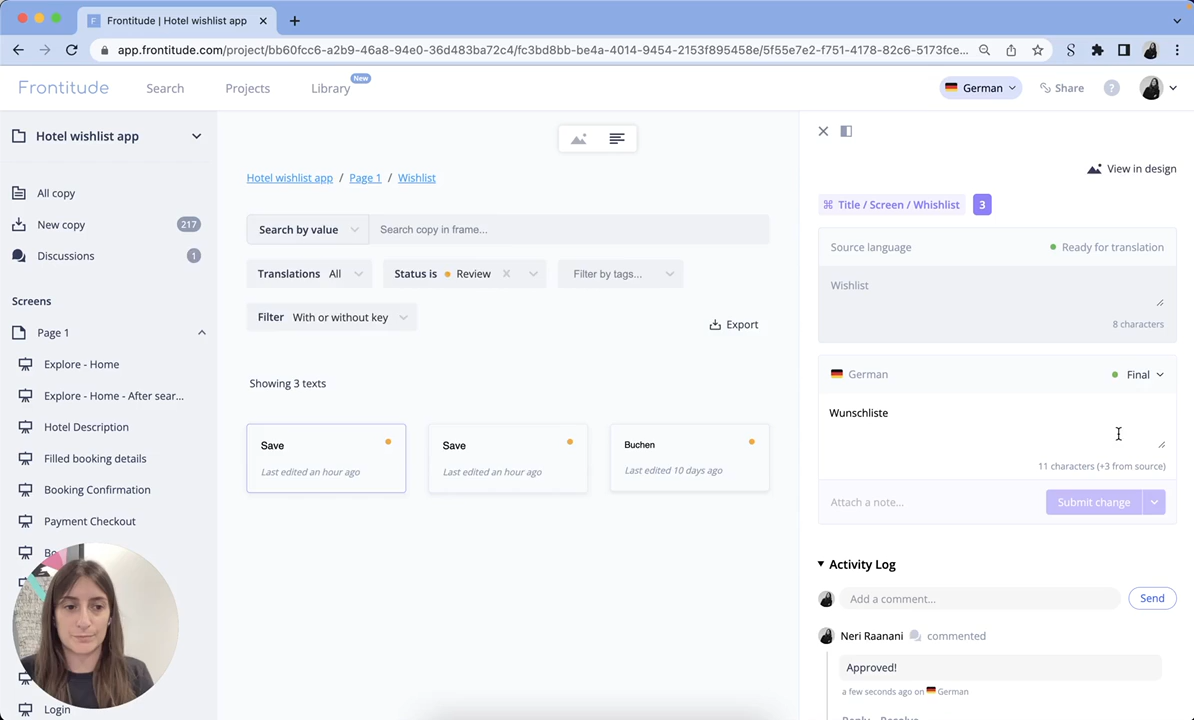 Frontitude | Hotel wishlist app
app.frontitude.com/project/bb60fcc6-a2b9-46a8-94e0-36d483ba72c4/fc3bd8bb-be4a-4014-9454-2153f895458e/5f55e7e2-f751-4178-82c6-5173fce...
Frontitude
Search
Projects
Library
New
German
Share
?
Hotel wishlist app
All copy
New copy
217
Discussions
1
Screens
Page 1
Explore - Home
Explore - Home - After sear...
Hotel Description
Filled booking details
Booking Confirmation
Payment Checkout
Bo
Login
Hotel wishlist app / Page 1 / Wishlist
Search by value
Search copy in frame...
Translations All
Status is Review
Filter by tags...
Filter With or without key
Export
Showing 3 texts
Save
Last edited an hour ago
Save
Last edited an hour ago
Buchen
Last edited 10 days ago
View in design
⌘ Title / Screen / Whishlist
3
Source language
Ready for translation
Wishlist
8 characters
German
Final
Wunschliste
11 characters (+3 from source)
Attach a note...
Submit change
Activity Log
Add a comment...
Send
Neri Raanani commented
Approved!
a few seconds ago on German